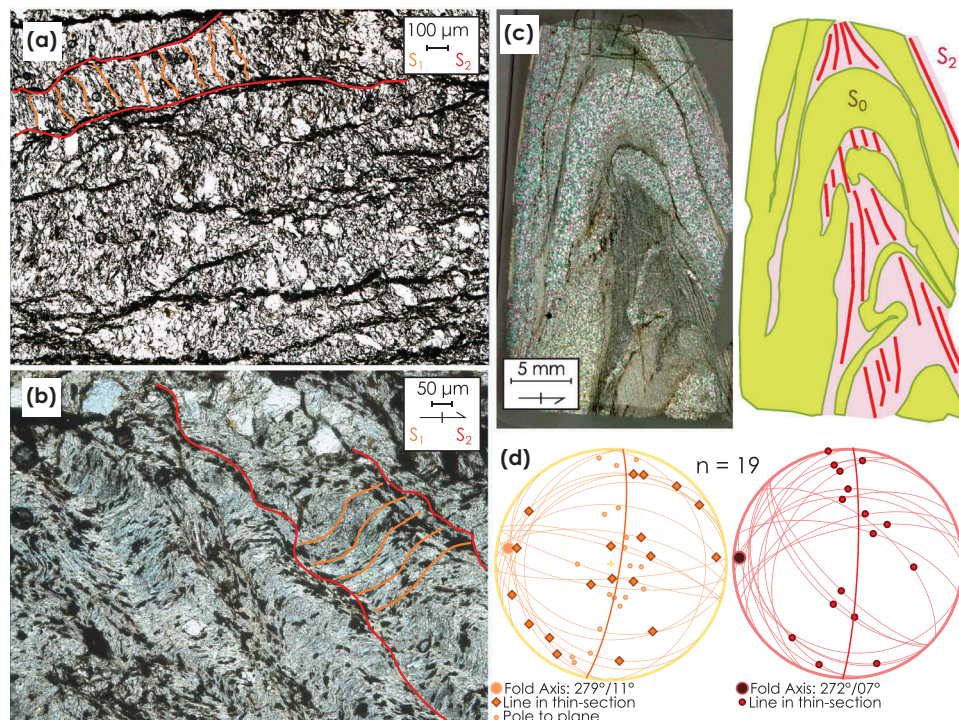 (a)
100 µm
S1 S2
(b)
50 µm
S1 S2
(c)
5 mm
S0
S2
(d)
n = 19
Fold Axis: 279°/11°
Line in thin-section
Pole to plane
Fold Axis: 272°/07°
Line in thin-section